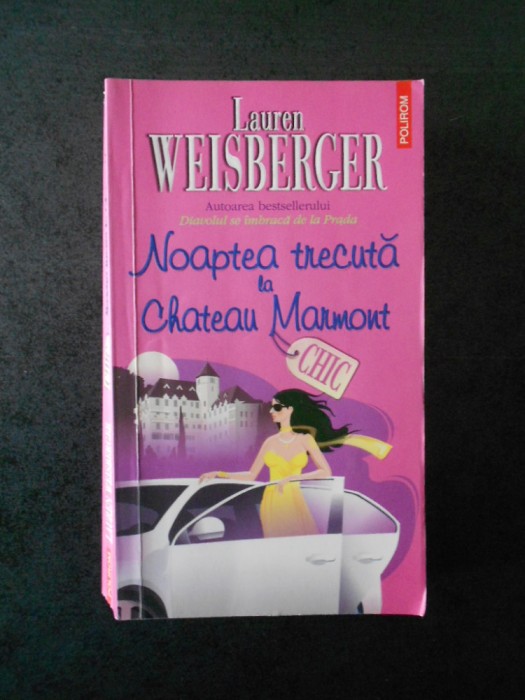 POLIROM
Lauren
WEISBERGER
Autoarea bestsellerului
Diavolul se îmbracă de la Prada
Noaptea trecută
la
Chateau Marmont
CHIC